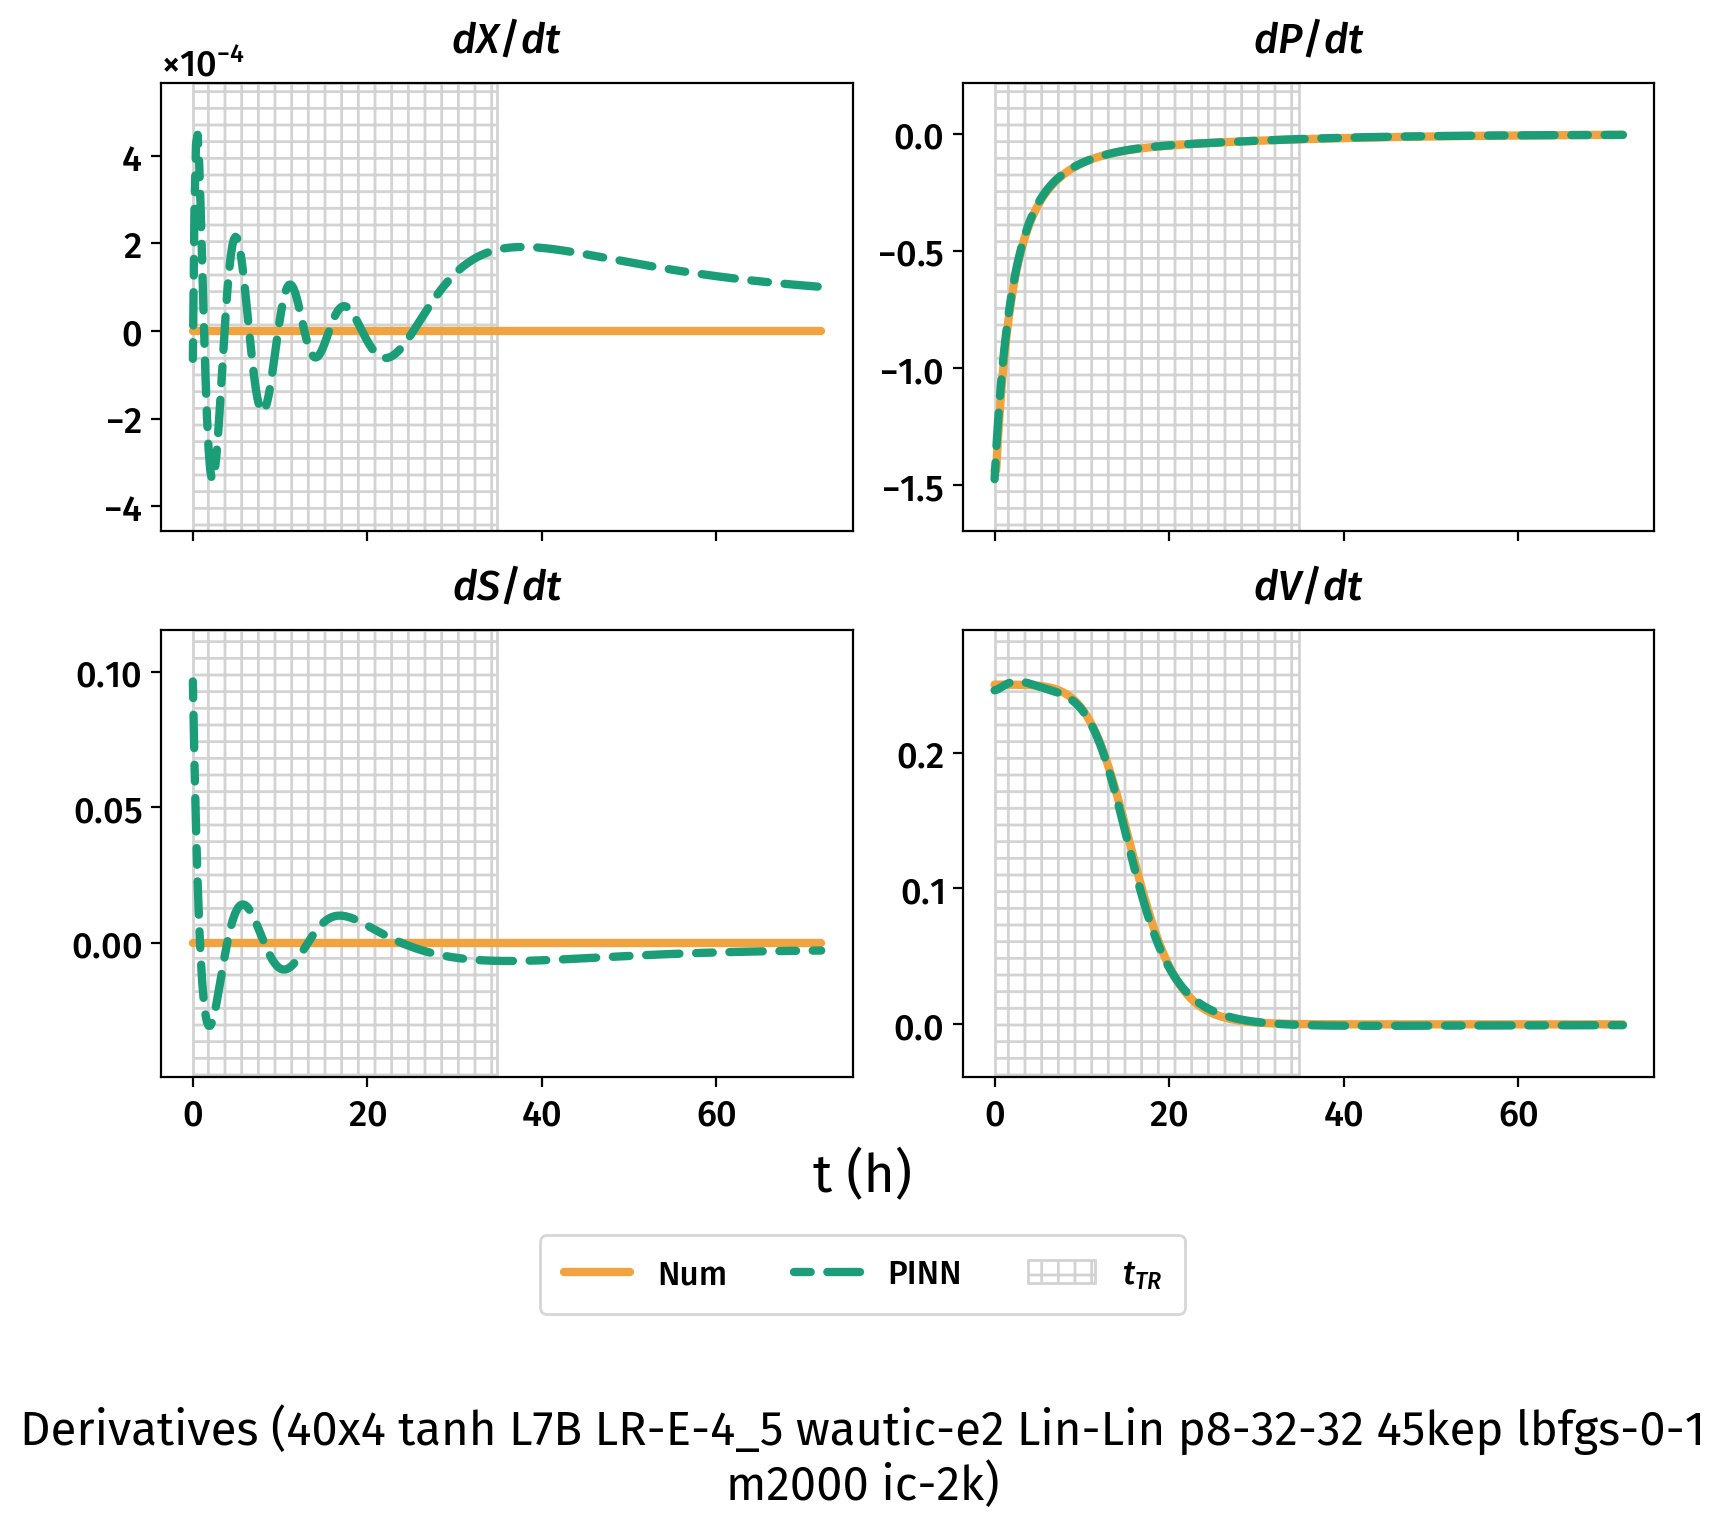 dX/dt
dP/dt
×10⁻⁴
4
2
0
−2
−4
0.0
−0.5
−1.0
−1.5
dS/dt
dV/dt
0.10
0.05
0.00
0.2
0.1
0.0
0 20 40 60
0 20 40 60
t (h)
Num PINN t_TR
Derivatives (40x4 tanh L7B LR-E-4_5 wautic-e2 Lin-Lin p8-32-32 45kep lbfgs-0-1
m2000 ic-2k)